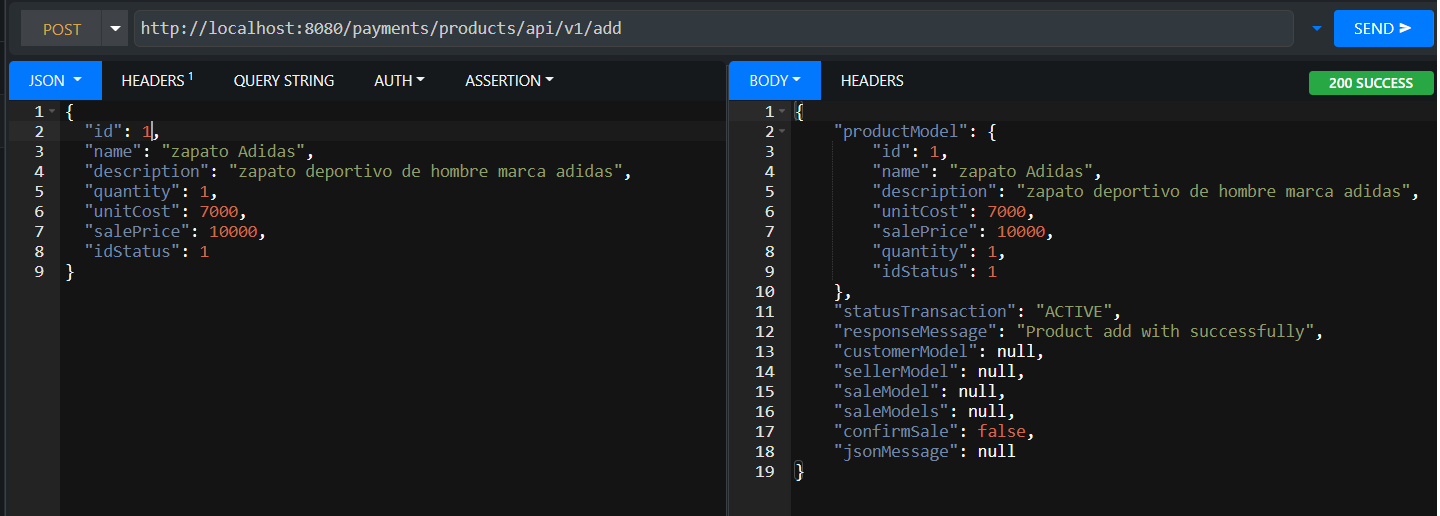 POST http://localhost:8080/payments/products/api/v1/add SEND
JSON HEADERS 1 QUERY STRING AUTH ASSERTION
1 {
2 "id": 1,
3 "name": "zapato Adidas",
4 "description": "zapato deportivo de hombre marca adidas",
5 "quantity": 1,
6 "unitCost": 7000,
7 "salePrice": 10000,
8 "idStatus": 1
9 }
BODY HEADERS 200 SUCCESS
1 {
2 "productModel": {
3 "id": 1,
4 "name": "zapato Adidas",
5 "description": "zapato deportivo de hombre marca adidas",
6 "unitCost": 7000,
7 "salePrice": 10000,
8 "quantity": 1,
9 "idStatus": 1
10 },
11 "statusTransaction": "ACTIVE",
12 "responseMessage": "Product add with successfully",
13 "customerModel": null,
14 "sellerModel": null,
15 "saleModel": null,
16 "saleModels": null,
17 "confirmSale": false,
18 "jsonMessage": null
19 }